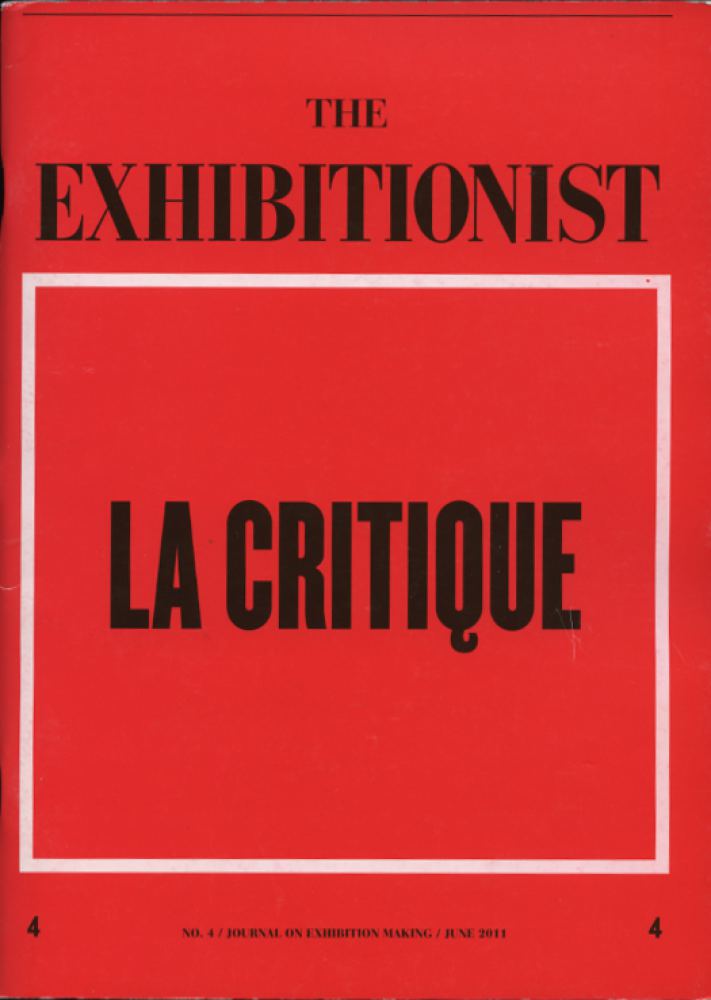 THE
EXHIBITIONIST
LA CRITIQUE
4 NO. 4 / JOURNAL ON EXHIBITION MAKING / JUNE 2011 4